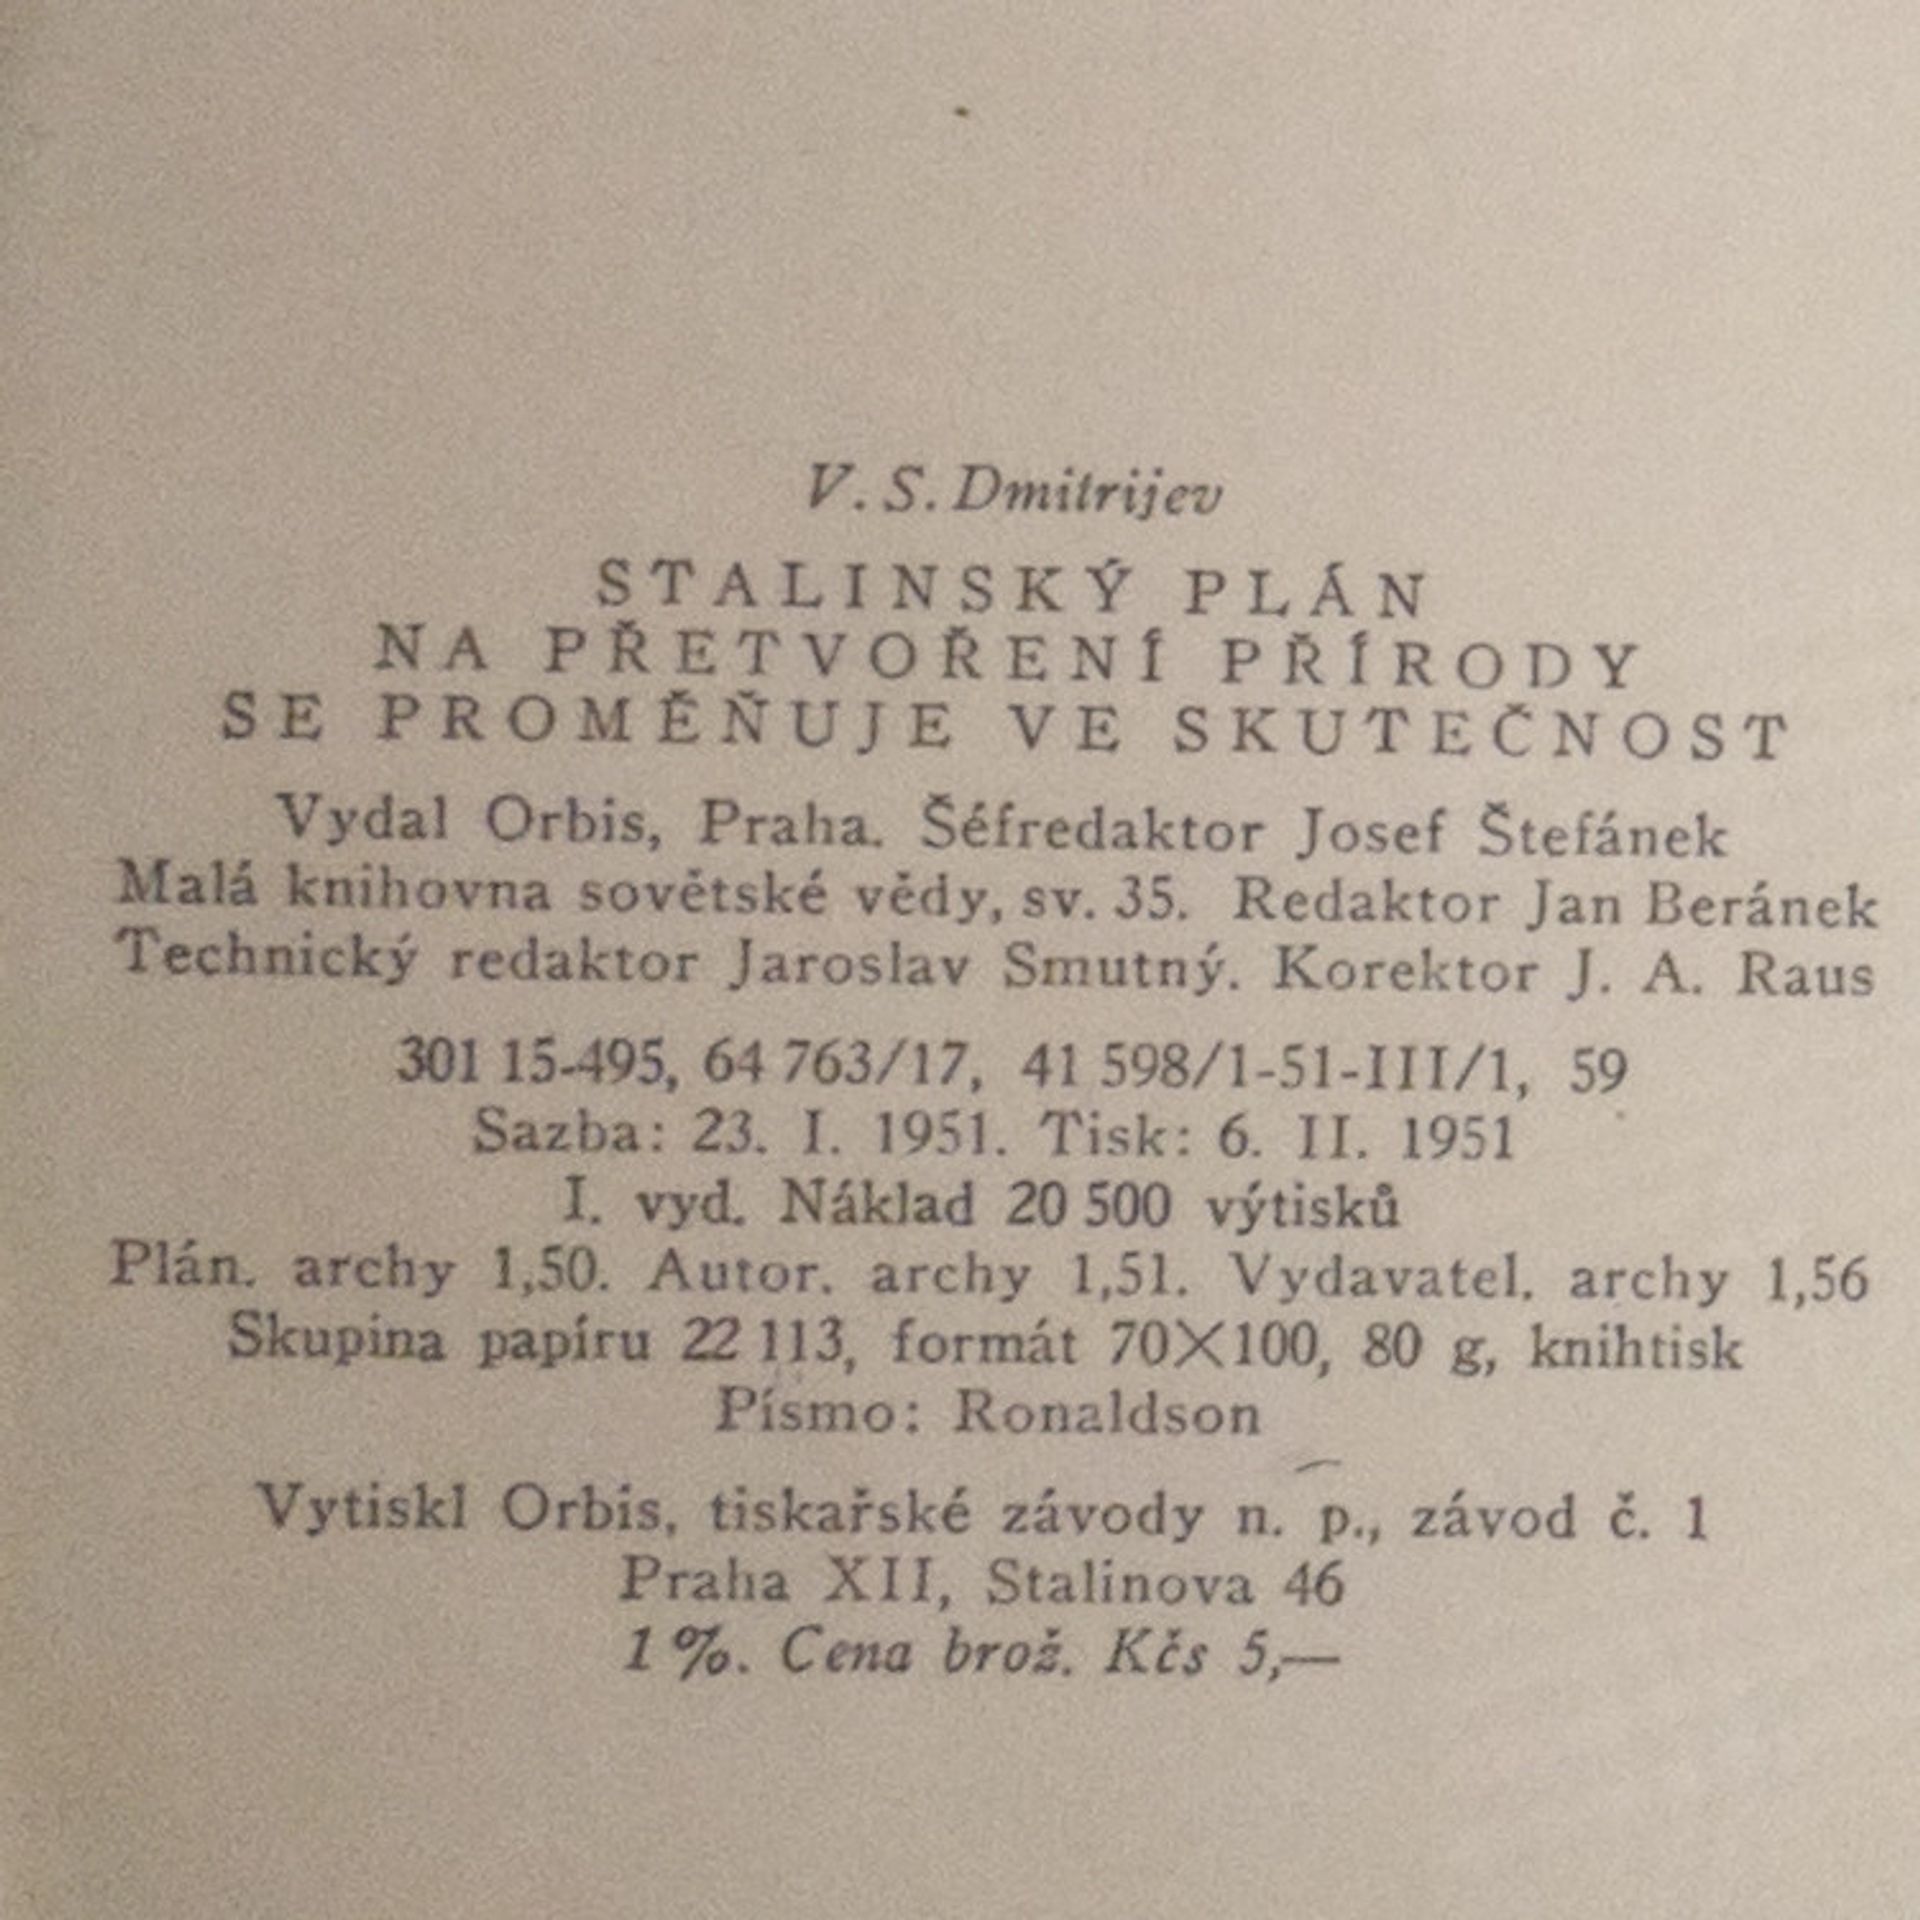 V. S. Dmitrijev
STALINSKÝ PLÁN
NA PŘETVOŘENÍ PŘÍRODY
SE PROMĚŇUJE VE SKUTEČNOST
Vydal Orbis, Praha. Šéfredaktor Josef Štefánek
Malá knihovna sovětské vědy, sv. 35. Redaktor Jan Beránek
Technický redaktor Jaroslav Smutný. Korektor J. A. Raus
301 15-495, 64 763/17, 41 598/1-51-III/1, 59
Sazba: 23. I. 1951. Tisk: 6. II. 1951
I. vyd. Náklad 20 500 výtisků
Plán. archy 1,50. Autor. archy 1,51. Vydavatel. archy 1,56
Skupina papíru 22 113, formát 70×100, 80 g, knihtisk
Písmo: Ronaldson
Vytiskl Orbis, tiskařské závody n. p., závod č. 1
Praha XII, Stalinova 46
1 %. Cena brož. Kčs 5,—